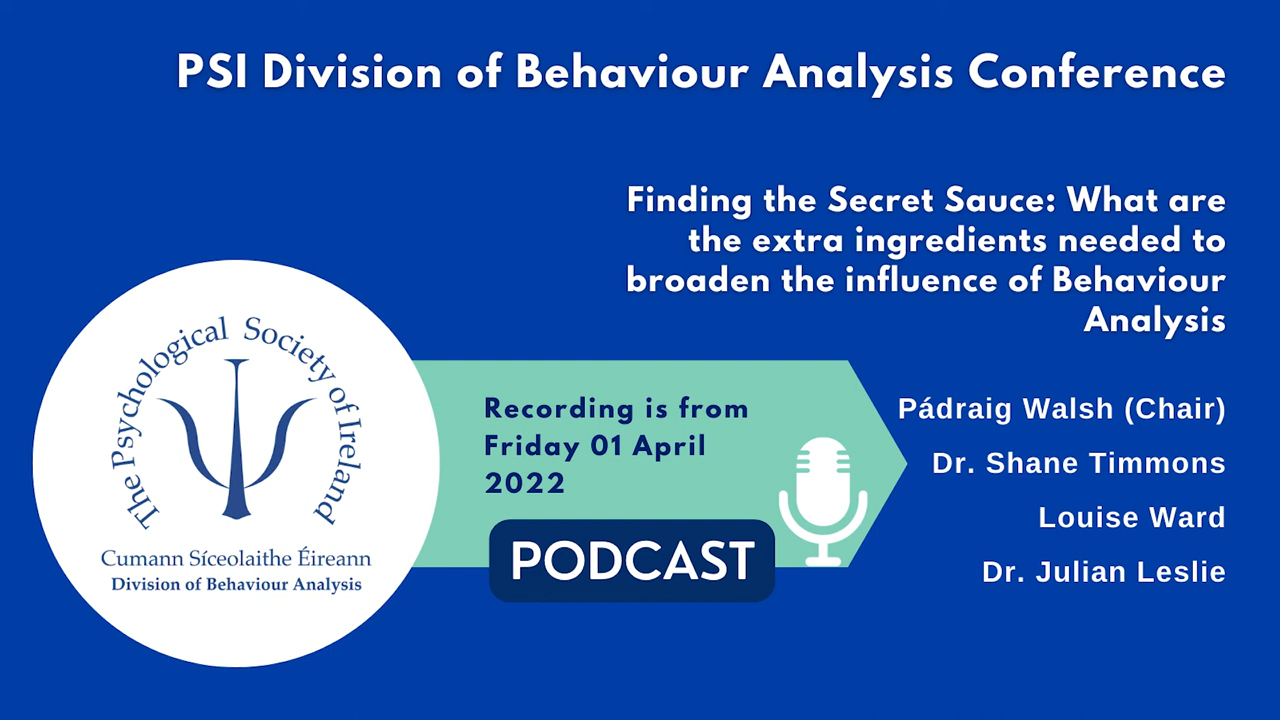 PSI Division of Behaviour Analysis Conference
Finding the Secret Sauce: What are
the extra ingredients needed to
broaden the influence of Behaviour
Analysis
The Psychological Society of Ireland
Cumann Síceolaithe Éireann
Division of Behaviour Analysis
Recording is from
Friday 01 April
2022
PODCAST
Pádraig Walsh (Chair)
Dr. Shane Timmons
Louise Ward
Dr. Julian Leslie